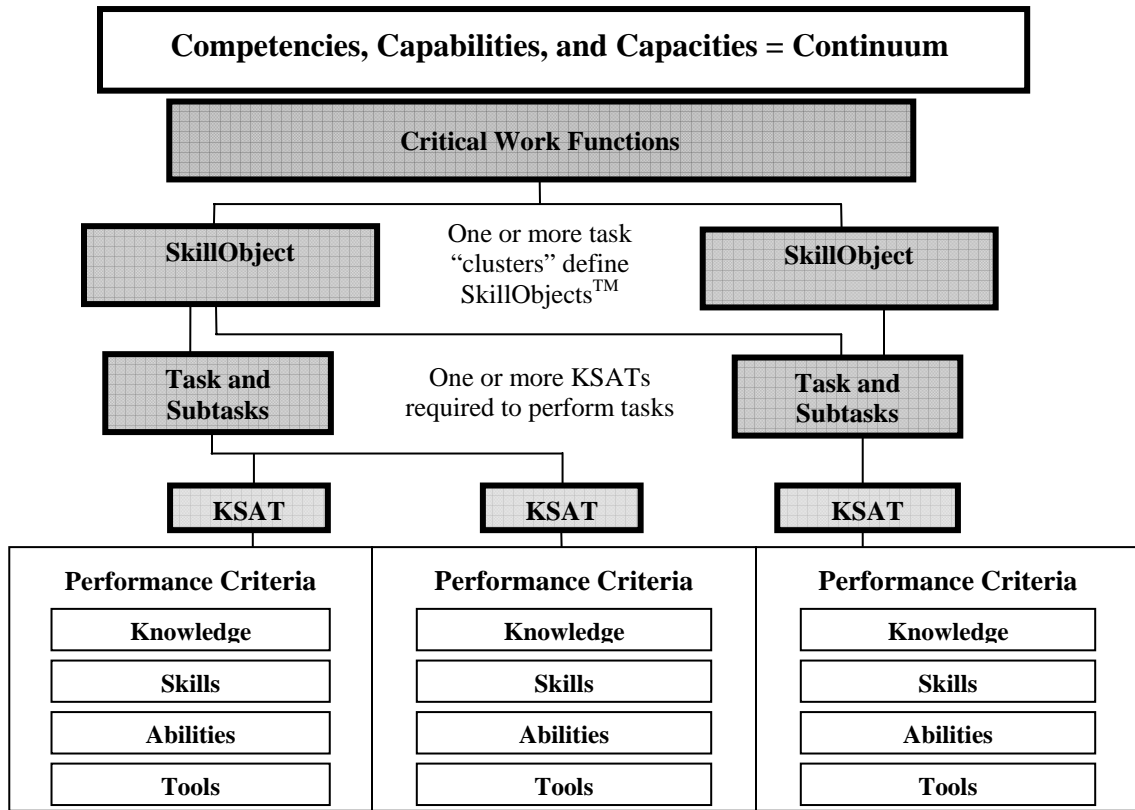 Competencies, Capabilities, and Capacities = Continuum
Critical Work Functions
SkillObject
One or more task
“clusters” define
SkillObjects™
SkillObject
Task and
Subtasks
One or more KSATs
required to perform tasks
Task and
Subtasks
KSAT
KSAT
KSAT
Performance Criteria
Knowledge
Skills
Abilities
Tools
Performance Criteria
Knowledge
Skills
Abilities
Tools
Performance Criteria
Knowledge
Skills
Abilities
Tools